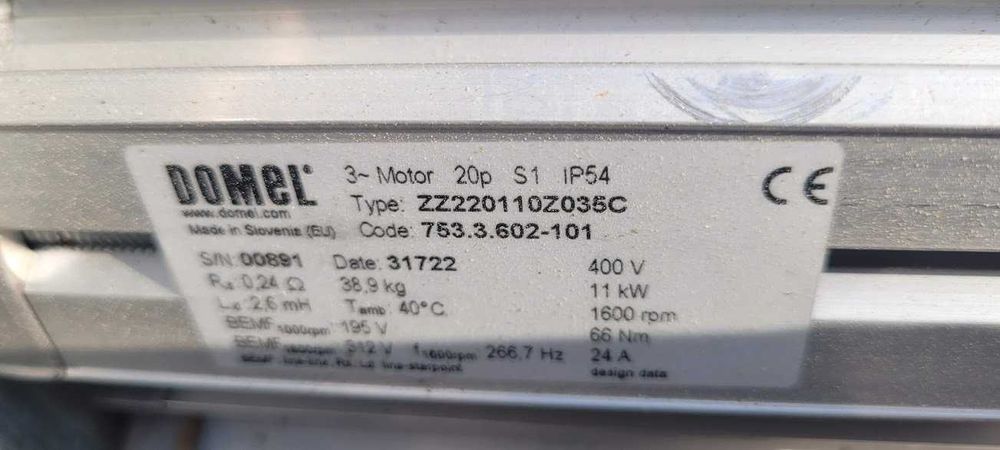 DOMEL®
www.domel.com
Made in Slovenia (EU)
3~ Motor 20p S1 IP54
Type: ZZ220110Z035C
Code: 753.3.602-101
CE
S/N: 00891 Date: 31722 400 V
0,24 Ω 38,9 kg 11 kW
2,6 mH Tamb: 40°C 1600 rpm
BEMF1000rpm 195 V 66 Nm
BEMF1600rpm 312 V f1600rpm 266,7 Hz 24 A
design data